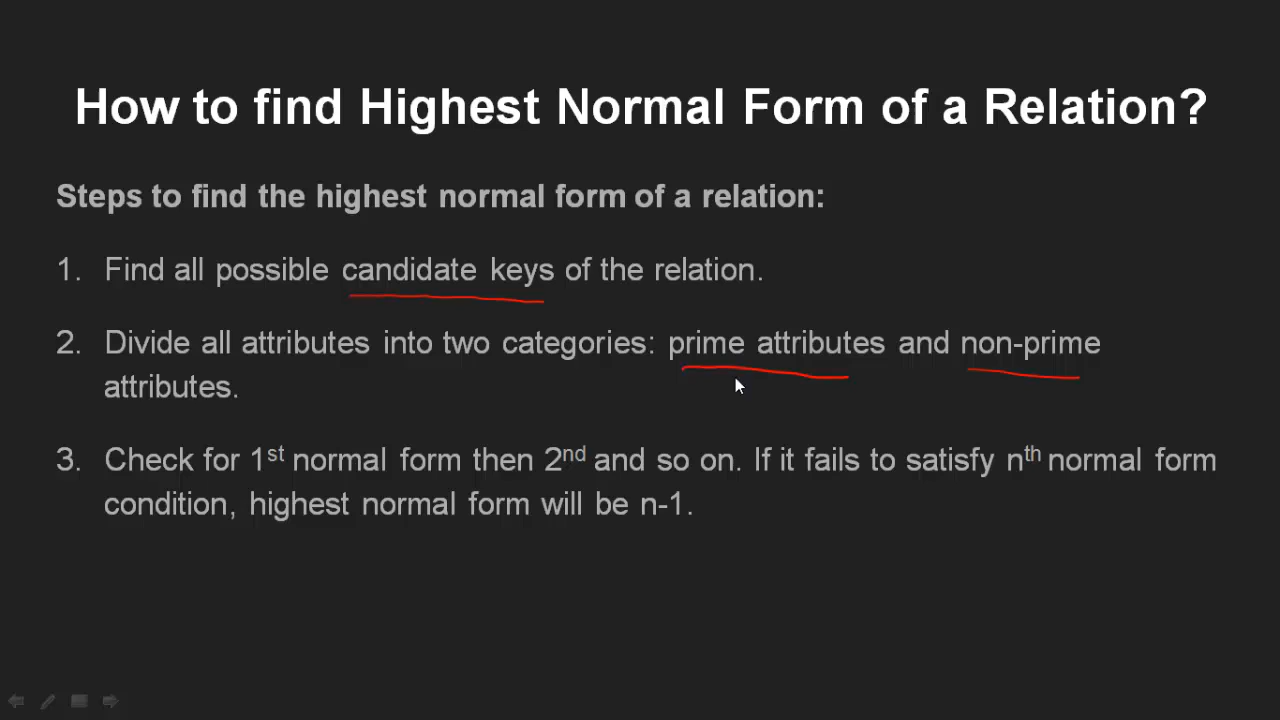 How to find Highest Normal Form of a Relation?
Steps to find the highest normal form of a relation:
1. Find all possible candidate keys of the relation.
2. Divide all attributes into two categories: prime attributes and non-prime
attributes.
3. Check for 1st normal form then 2nd and so on. If it fails to satisfy nth normal form
condition, highest normal form will be n-1.